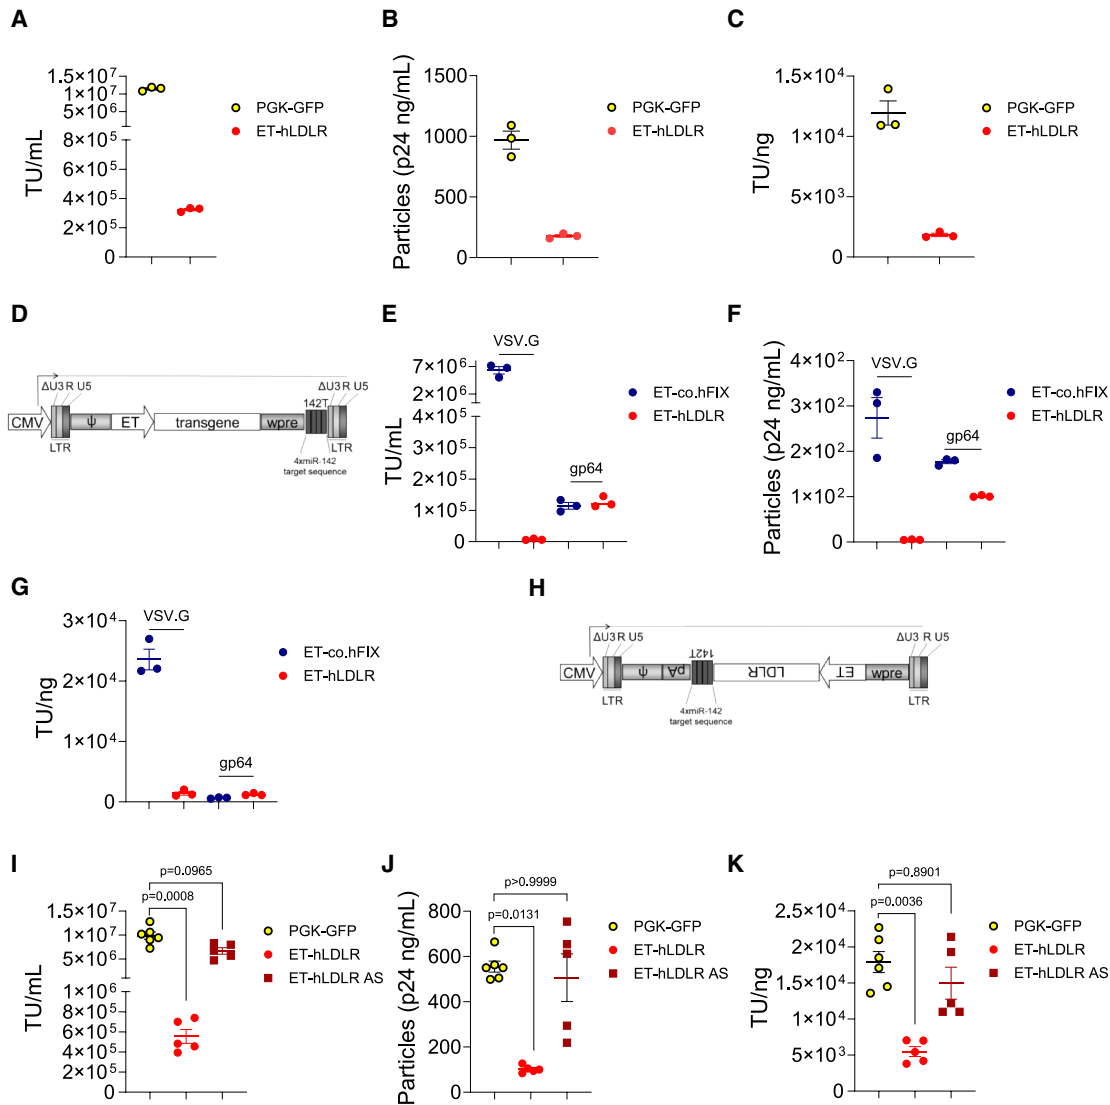 A
TU/mL
1.5×10⁷
1×10⁷
5×10⁶
8×10⁵
6×10⁵
4×10⁵
2×10⁵
0
PGK-GFP
ET-hLDLR
B
Particles (p24 ng/mL)
1500
1000
500
0
PGK-GFP
ET-hLDLR
C
TU/ng
1.5×10⁴
1×10⁴
5×10³
0
PGK-GFP
ET-hLDLR
D
ΔU3 R U5
ΔU3 R U5
142T
CMV
ψ
ET
transgene
wpre
LTR
LTR
4xmiR-142
target sequence
E
TU/mL
7×10⁶
2×10⁶
4×10⁵
3×10⁵
2×10⁵
1×10⁵
0
VSV.G
gp64
ET-co.hFIX
ET-hLDLR
F
Particles (p24 ng/mL)
4×10²
3×10²
2×10²
1×10²
0
VSV.G
gp64
ET-co.hFIX
ET-hLDLR
G
TU/ng
3×10⁴
2×10⁴
1×10⁴
0
VSV.G
gp64
ET-co.hFIX
ET-hLDLR
H
ΔU3 R U5
ΔU3 R U5
142T
CMV
ψ
pA
LDLR
ET
wpre
LTR
LTR
4xmiR-142
target sequence
I
p=0.0965
p=0.0008
TU/mL
1.5×10⁷
1×10⁷
5×10⁶
1×10⁶
8×10⁵
6×10⁵
4×10⁵
2×10⁵
0
PGK-GFP
ET-hLDLR
ET-hLDLR AS
J
p>0.9999
p=0.0131
Particles (p24 ng/mL)
800
600
400
200
0
PGK-GFP
ET-hLDLR
ET-hLDLR AS
K
p=0.8901
p=0.0036
TU/ng
2.5×10⁴
2×10⁴
1.5×10⁴
1×10⁴
5×10³
0
PGK-GFP
ET-hLDLR
ET-hLDLR AS